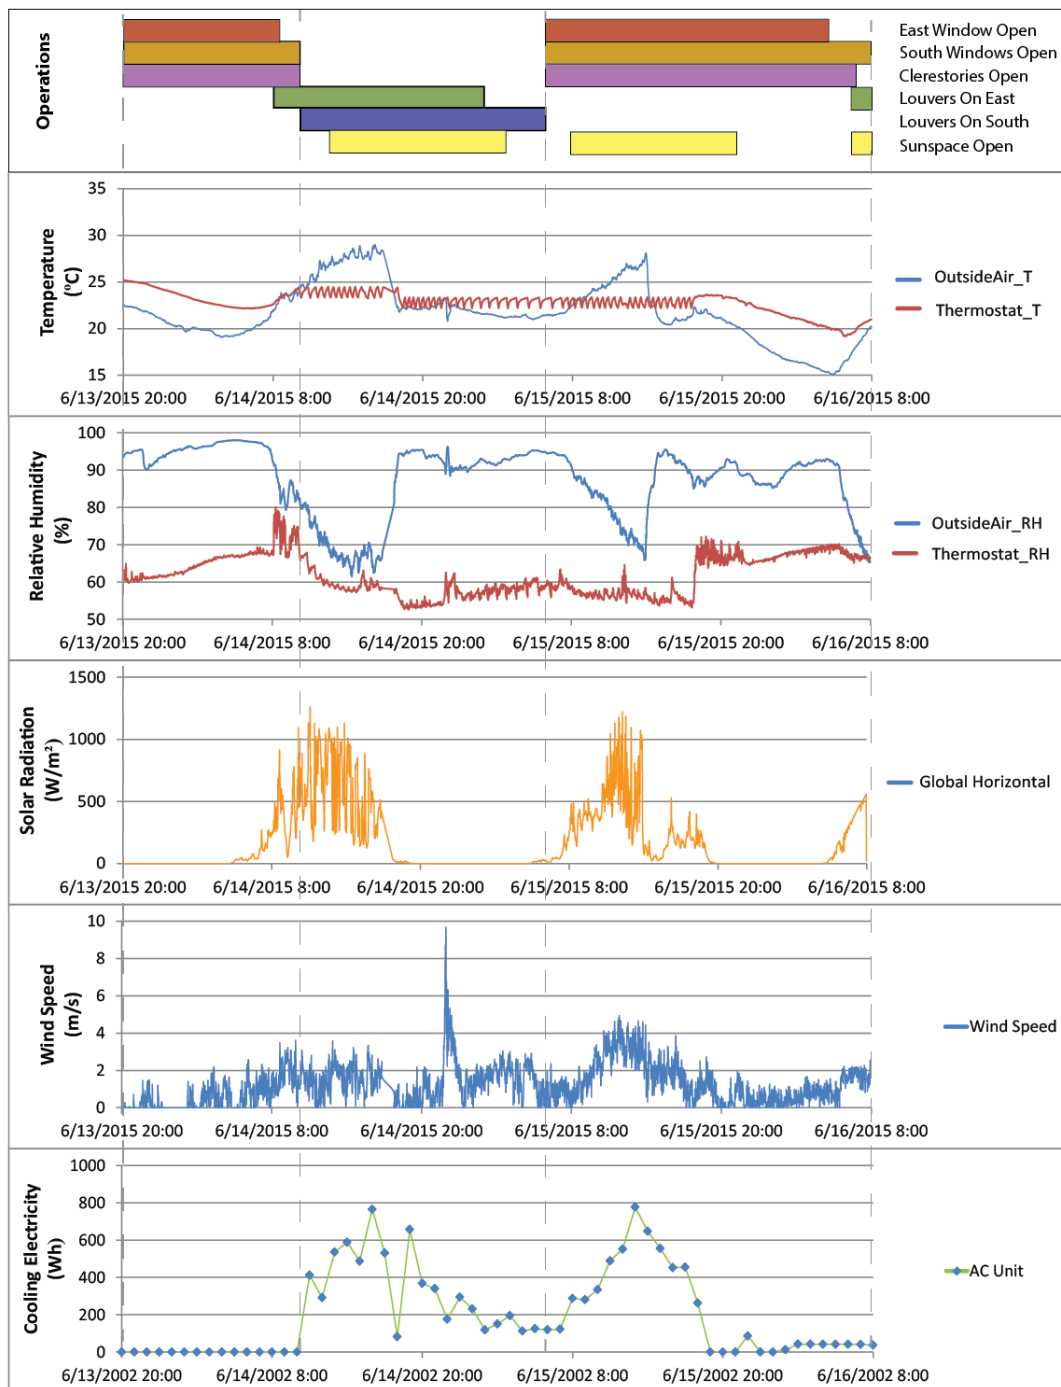 Operations
East Window Open
South Windows Open
Clerestories Open
Louvers On East
Louvers On South
Sunspace Open
Temperature
(°C)
35
30
25
20
15
OutsideAir_T
Thermostat_T
6/13/2015 20:00
6/14/2015 8:00
6/14/2015 20:00
6/15/2015 8:00
6/15/2015 20:00
6/16/2015 8:00
Relative Humidity
(%)
100
90
80
70
60
50
OutsideAir_RH
Thermostat_RH
6/13/2015 20:00
6/14/2015 8:00
6/14/2015 20:00
6/15/2015 8:00
6/15/2015 20:00
6/16/2015 8:00
Solar Radiation
(W/m²)
1500
1000
500
0
Global Horizontal
6/13/2015 20:00
6/14/2015 8:00
6/14/2015 20:00
6/15/2015 8:00
6/15/2015 20:00
6/16/2015 8:00
Wind Speed
(m/s)
10
8
6
4
2
0
Wind Speed
6/13/2015 20:00
6/14/2015 8:00
6/14/2015 20:00
6/15/2015 8:00
6/15/2015 20:00
6/16/2015 8:00
Cooling Electricity
(Wh)
1000
800
600
400
200
0
AC Unit
6/13/2002 20:00
6/14/2002 8:00
6/14/2002 20:00
6/15/2002 8:00
6/15/2002 20:00
6/16/2002 8:00